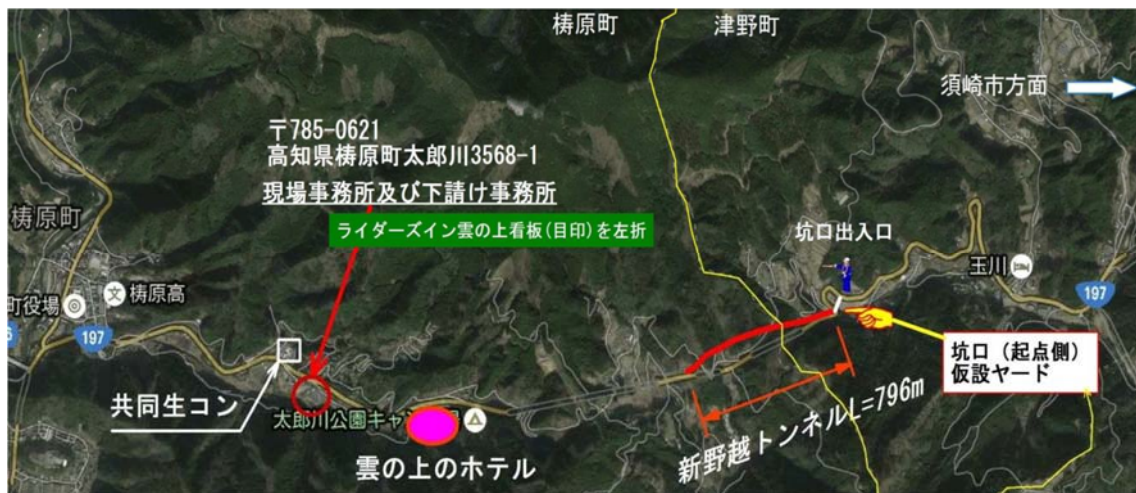 梼原町
津野町
須崎市方面
〒785-0621
高知県梼原町太郎川3568-1
現場事務所及び下請け事務所
ライダーズイン雲の上看板(目印)を左折
梼原町
坑口出入口
玉川
町役場
梼原高
197
197
坑口（起点側）
仮設ヤード
共同生コン
太郎川公園キャン
雲の上のホテル
新野越トンネルL=796m